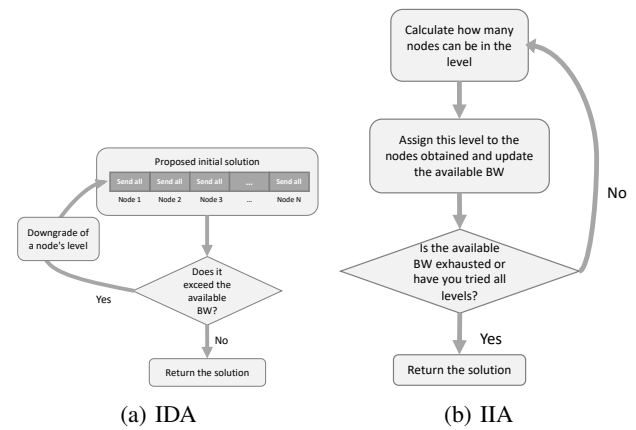 Proposed initial solution
Send all Send all Send all ... Send all
Node 1 Node 2 Node 3 ... Node N
Downgrade of
a node's level
Does it
exceed the
available
BW?
Yes
No
Return the solution
(a) IDA
Calculate how many
nodes can be in the
level
Assign this level to the
nodes obtained and update
the available BW
No
Is the available
BW exhausted or
have you tried all
levels?
Yes
Return the solution
(b) IIA